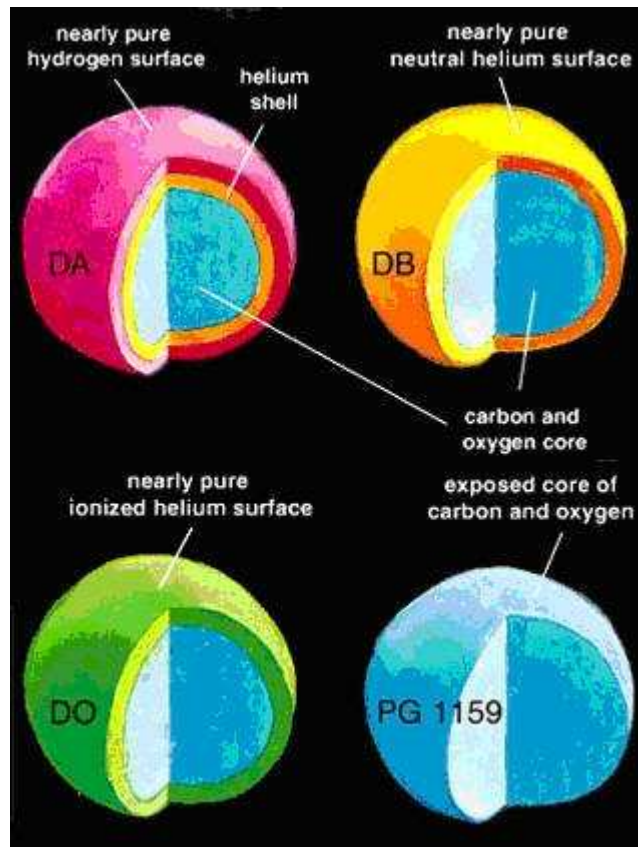 nearly pure
hydrogen surface
helium
shell
DA
nearly pure
neutral helium surface
DB
carbon and
oxygen core
nearly pure
ionized helium surface
DO
exposed core of
carbon and oxygen
PG 1159